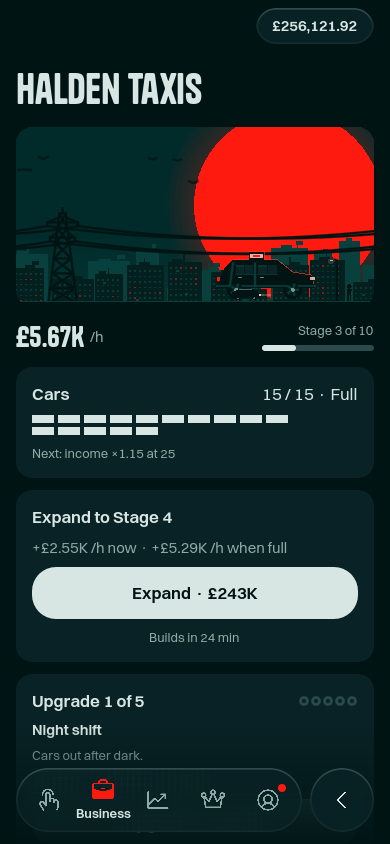 £256,121.92
HALDEN TAXIS
£5.67K /h
Stage 3 of 10
Cars
15 / 15 · Full
Next: income ×1.15 at 25
Expand to Stage 4
+£2.55K /h now · +£5.29K /h when full
Expand · £243K
Builds in 24 min
Upgrade 1 of 5
Night shift
Cars out after dark.
Business